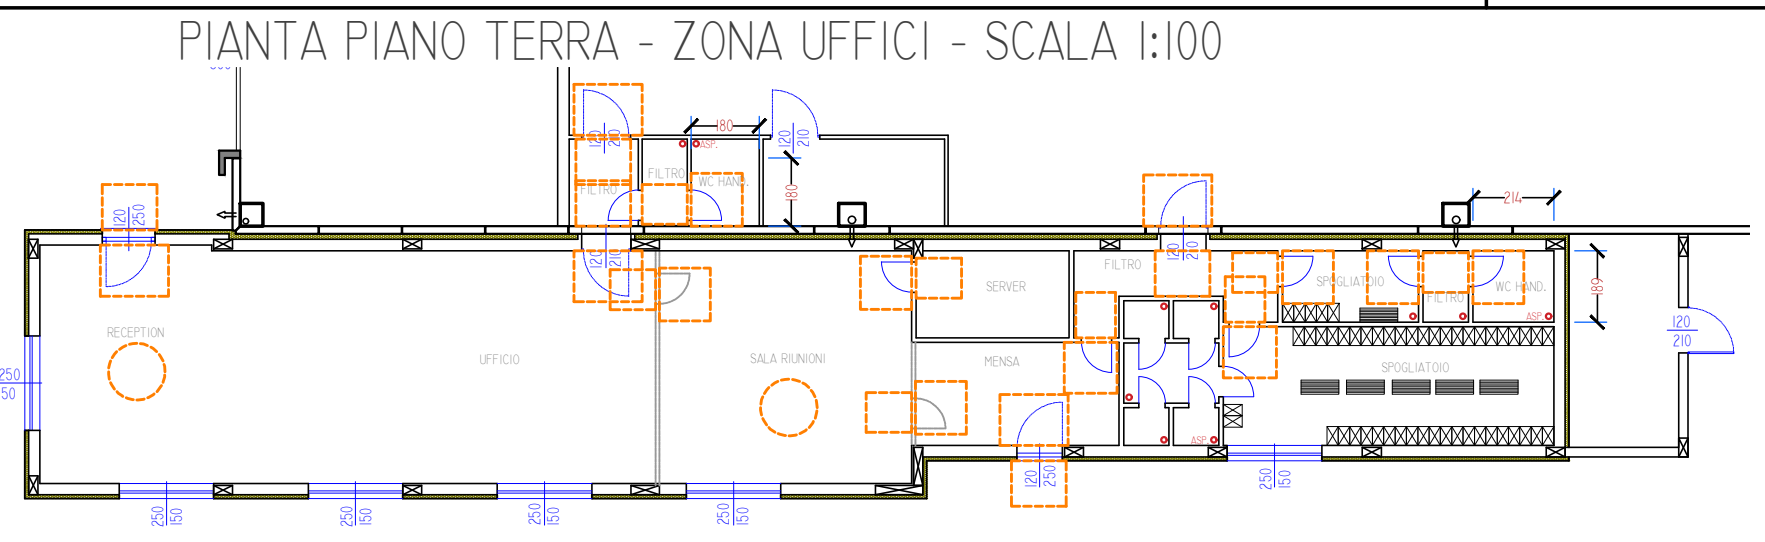 PIANTA PIANO TERRA - ZONA UFFICI - SCALA 1:100
120
210
180
120
210
ASP.
FILTRO
FILTRO
WC HAND.
180
120
250
214
120
210
120
210
FILTRO
SERVER
SPOGLIATOIO
FILTRO
WC HAND.
ASP.
189
120
210
RECEPTION
UFFICIO
SALA RIUNIONI
MENSA
SPOGLIATOIO
250
150
ASP.
120
250
250
150
250
150
250
150
250
150
250
150